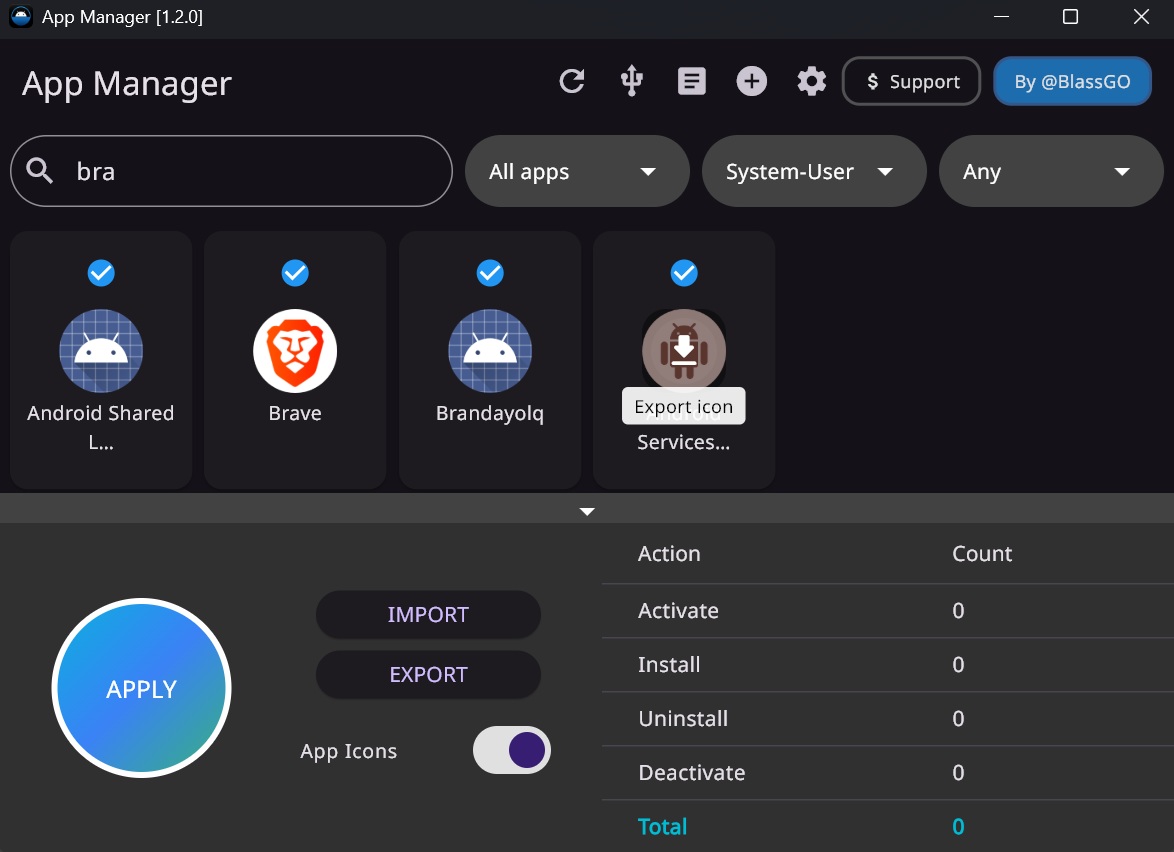 App Manager [1.2.0]
App Manager
$ Support
By @BlassGO
bra
All apps
System-User
Any
Android Shared
L...
Brave
Brandayolq
Export icon
Services...
IMPORT
EXPORT
APPLY
App Icons
Action Count
Activate 0
Install 0
Uninstall 0
Deactivate 0
Total 0